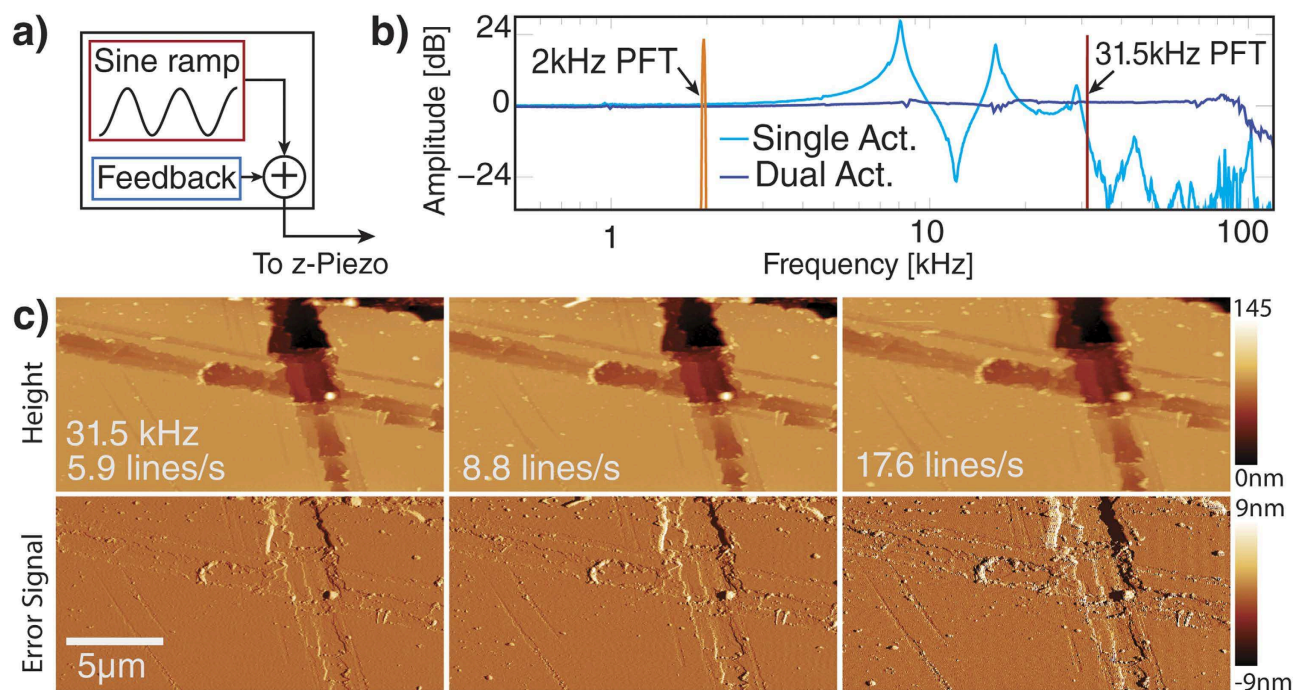 a)
Sine ramp
Feedback
+
To z-Piezo
b)
Amplitude [dB]
24
0
−24
2kHz PFT
31.5kHz PFT
Single Act.
Dual Act.
1
10
100
Frequency [kHz]
c)
Height
31.5 kHz
5.9 lines/s
8.8 lines/s
17.6 lines/s
145
0nm
Error Signal
5µm
9nm
-9nm